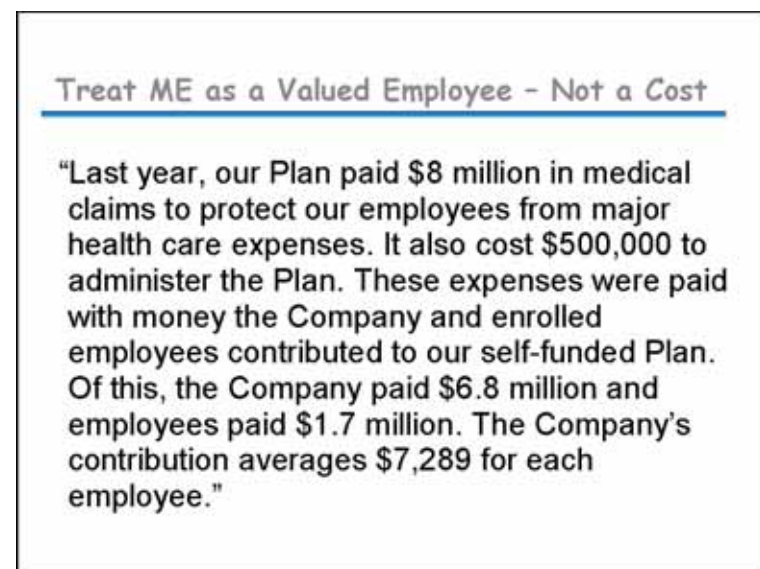 Treat ME as a Valued Employee – Not a Cost
“Last year, our Plan paid $8 million in medical
claims to protect our employees from major
health care expenses. It also cost $500,000 to
administer the Plan. These expenses were paid
with money the Company and enrolled
employees contributed to our self-funded Plan.
Of this, the Company paid $6.8 million and
employees paid $1.7 million. The Company’s
contribution averages $7,289 for each
employee.”